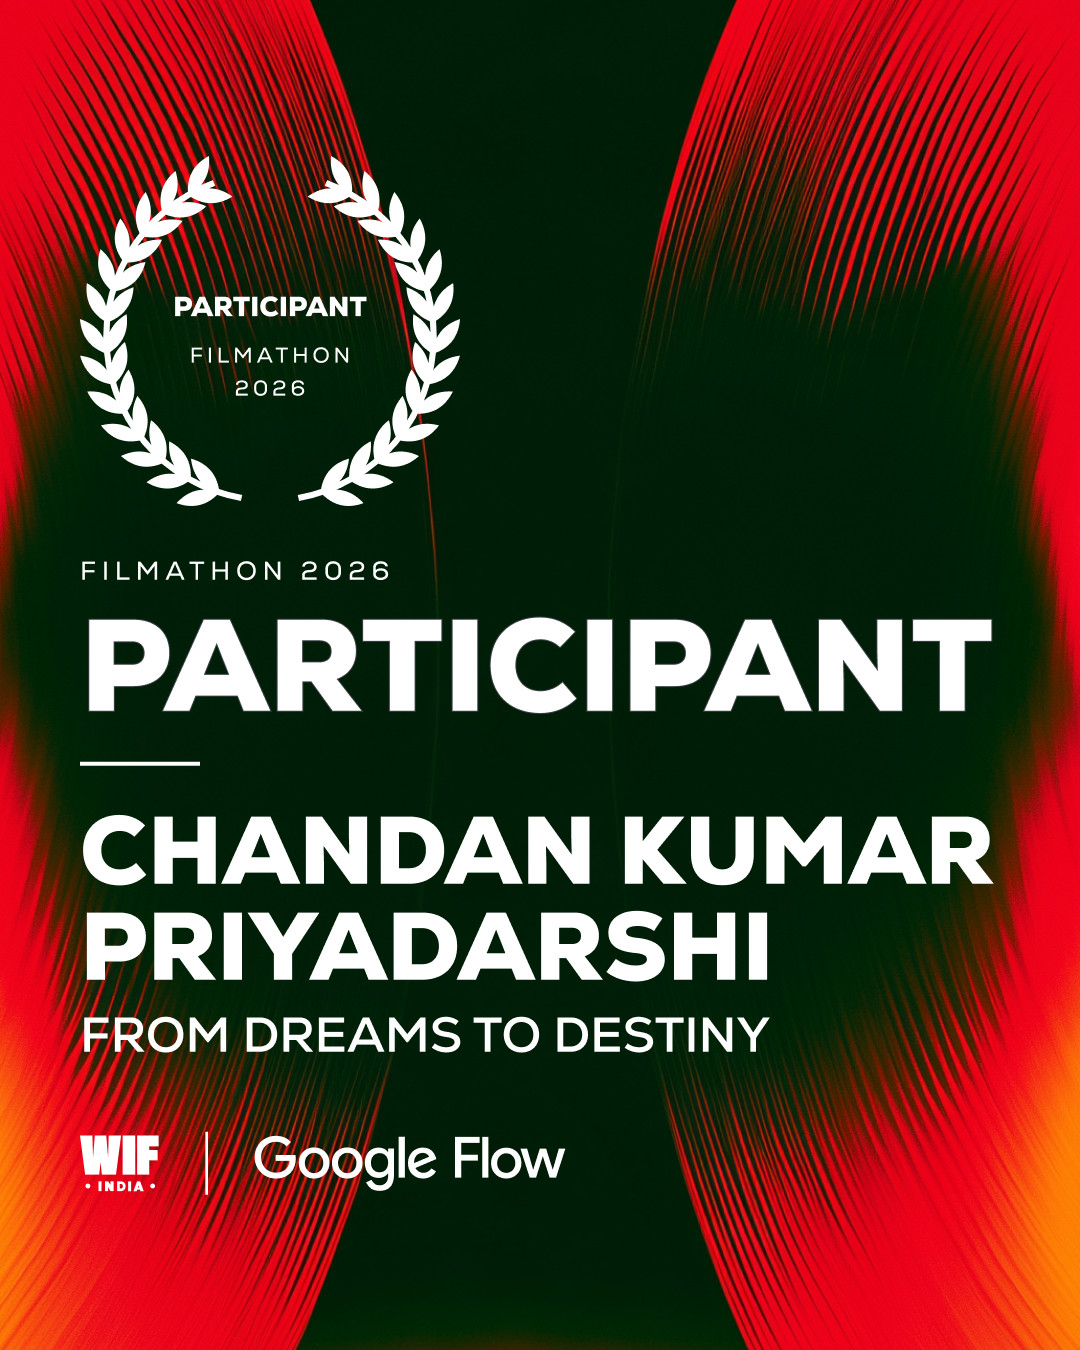 PARTICIPANT
FILMATHON
2026
FILMATHON 2026
PARTICIPANT
CHANDAN KUMAR
PRIYADARSHI
FROM DREAMS TO DESTINY
WIF
• INDIA •
Google Flow